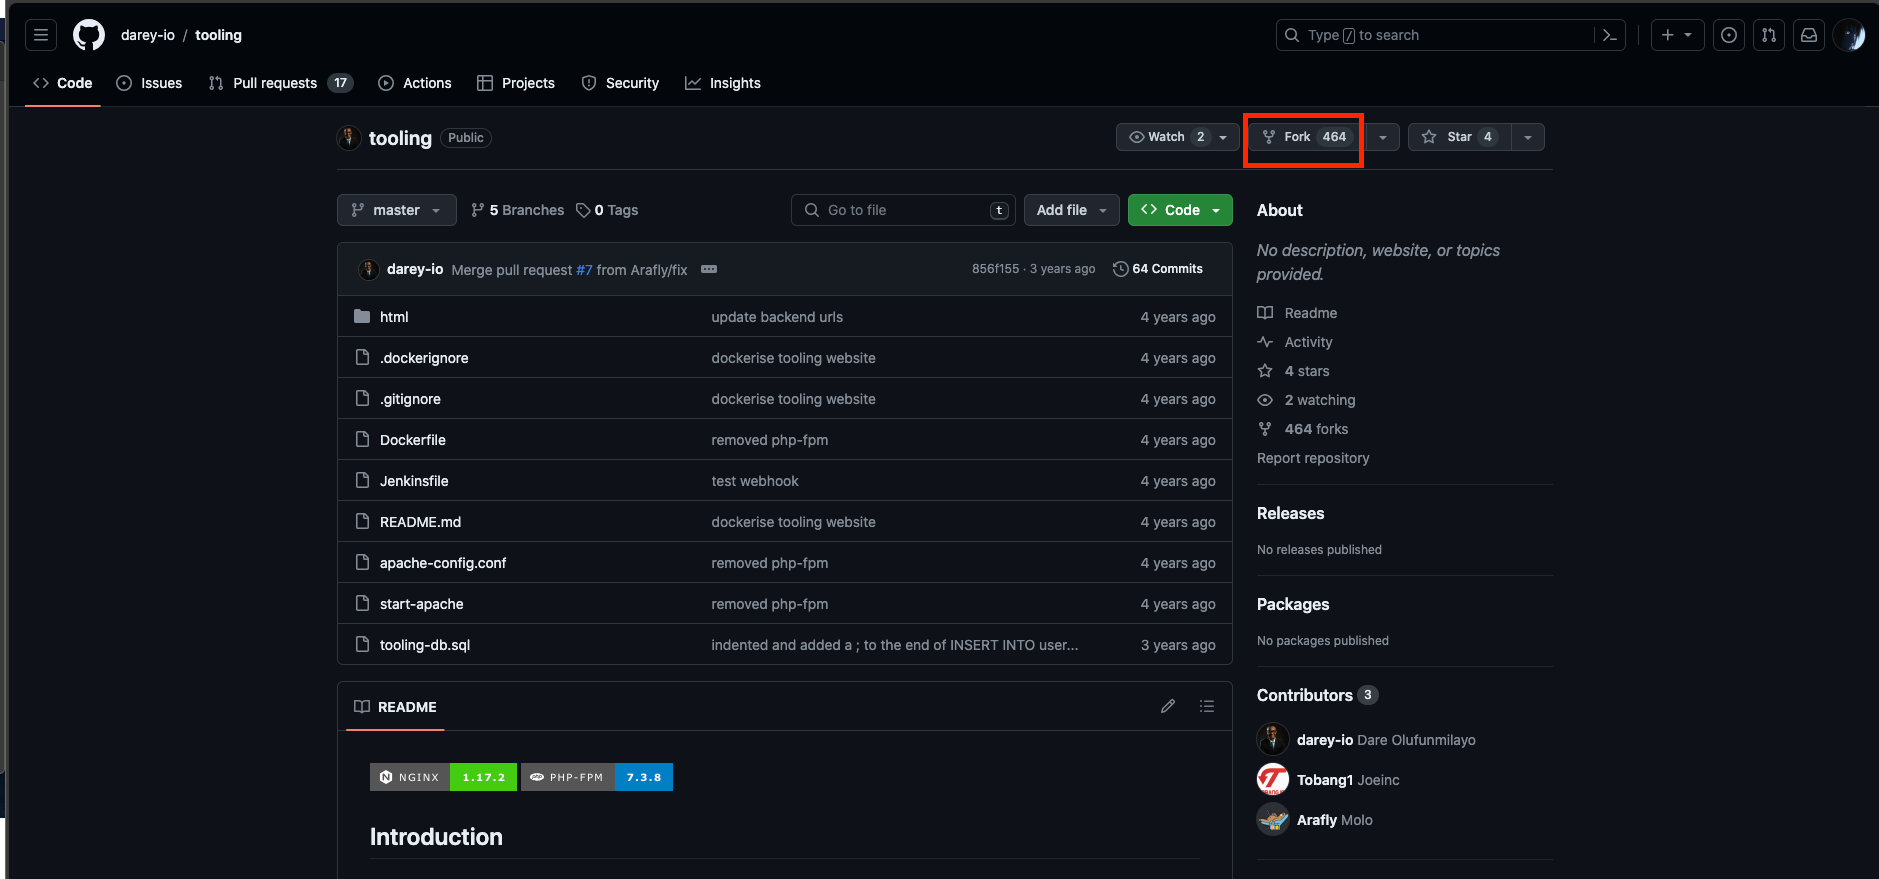 darey-io / tooling
Type / to search
Code Issues Pull requests 17 Actions Projects Security Insights
tooling Public
Watch 2 Fork 464 Star 4
master 5 Branches 0 Tags Go to file t Add file Code
darey-io Merge pull request #7 from Arafly/fix 856f155 · 3 years ago 64 Commits
html update backend urls 4 years ago
.dockerignore dockerise tooling website 4 years ago
.gitignore dockerise tooling website 4 years ago
Dockerfile removed php-fpm 4 years ago
Jenkinsfile test webhook 4 years ago
README.md dockerise tooling website 4 years ago
apache-config.conf removed php-fpm 4 years ago
start-apache removed php-fpm 4 years ago
tooling-db.sql indented and added a ; to the end of INSERT INTO user... 3 years ago
README
NGINX 1.17.2 PHP-FPM 7.3.8
Introduction
About
No description, website, or topics
provided.
Readme
Activity
4 stars
2 watching
464 forks
Report repository
Releases
No releases published
Packages
No packages published
Contributors 3
darey-io Dare Olufunmilayo
Tobang1 Joeinc
Arafly Molo